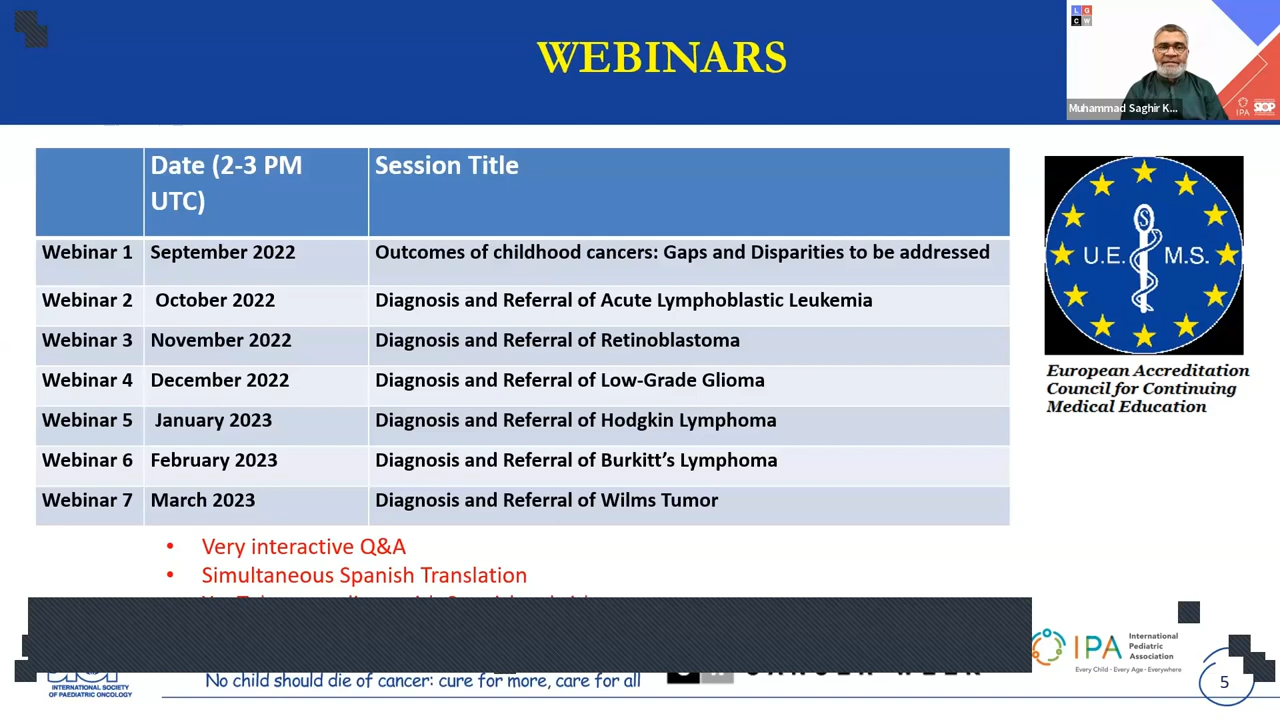 WEBINARS
L G
C W
Muhammad Saghir K...
IPA SIOP
Date (2-3 PM UTC) Session Title
Webinar 1 September 2022 Outcomes of childhood cancers: Gaps and Disparities to be addressed
Webinar 2 October 2022 Diagnosis and Referral of Acute Lymphoblastic Leukemia
Webinar 3 November 2022 Diagnosis and Referral of Retinoblastoma
Webinar 4 December 2022 Diagnosis and Referral of Low-Grade Glioma
Webinar 5 January 2023 Diagnosis and Referral of Hodgkin Lymphoma
Webinar 6 February 2023 Diagnosis and Referral of Burkitt’s Lymphoma
Webinar 7 March 2023 Diagnosis and Referral of Wilms Tumor
U.E. M.S.
S
European Accreditation
Council for Continuing
Medical Education
• Very interactive Q&A
• Simultaneous Spanish Translation
IPA
International
Pediatric
Association
Every Child - Every Age - Everywhere
INTERNATIONAL SOCIETY
OF PAEDIATRIC ONCOLOGY
No child should die of cancer: cure for more, care for all
5